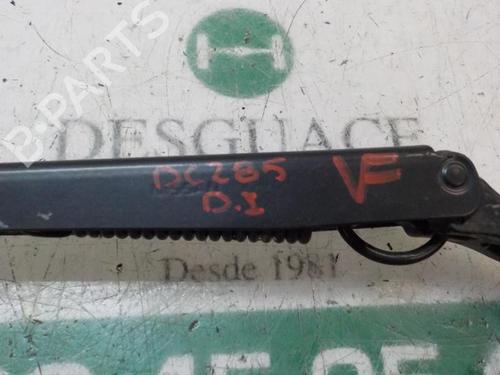 B-PARTS
DESGUACE
DC285
D.I
VF
Desde 1981